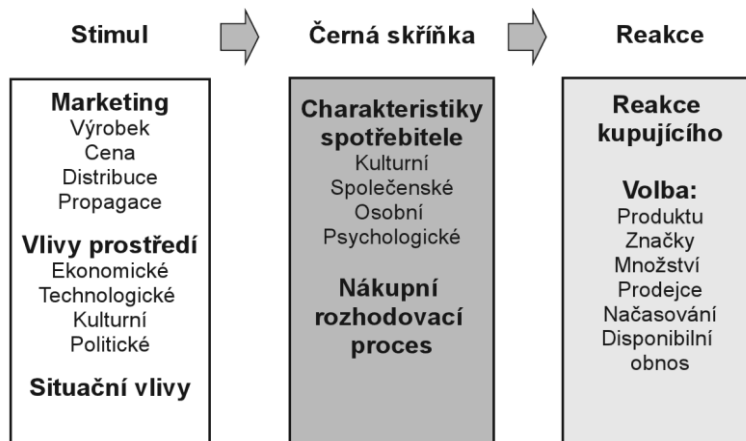 Stimul
Černá skříňka
Reakce
Marketing
Výrobek
Cena
Distribuce
Propagace
Vlivy prostředí
Ekonomické
Technologické
Kulturní
Politické
Situační vlivy
Charakteristiky
spotřebitele
Kulturní
Společenské
Osobní
Psychologické
Nákupní
rozhodovací
proces
Reakce
kupujícího
Volba:
Produktu
Značky
Množství
Prodejce
Načasování
Disponibilní
obnos